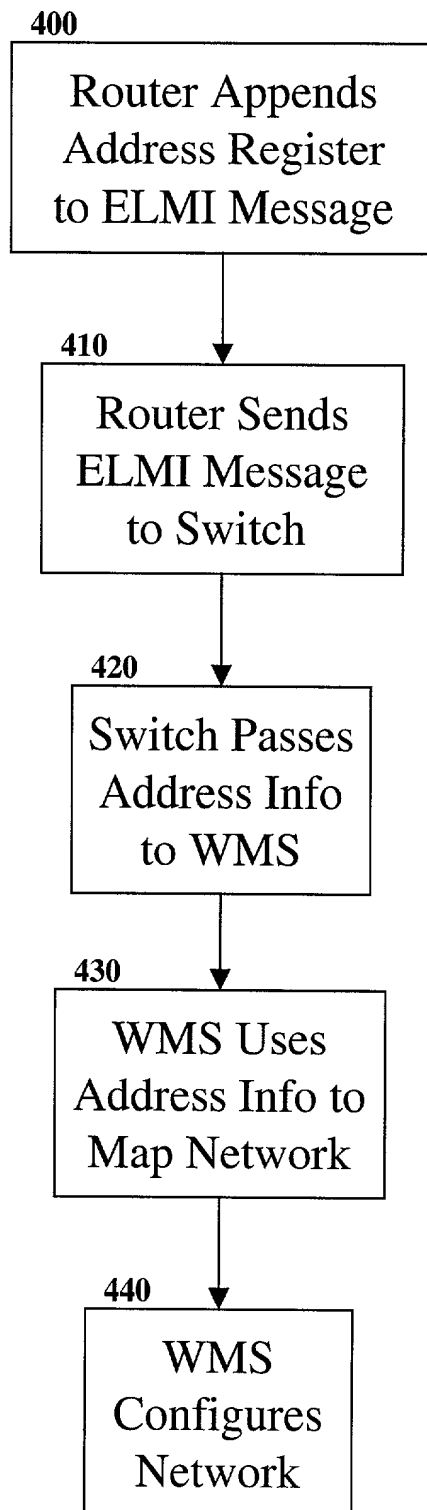 400
Router Appends
Address Register
to ELMI Message
410
Router Sends
ELMI Message
to Switch
420
Switch Passes
Address Info
to WMS
430
WMS Uses
Address Info to
Map Network
440
WMS
Configures
Network